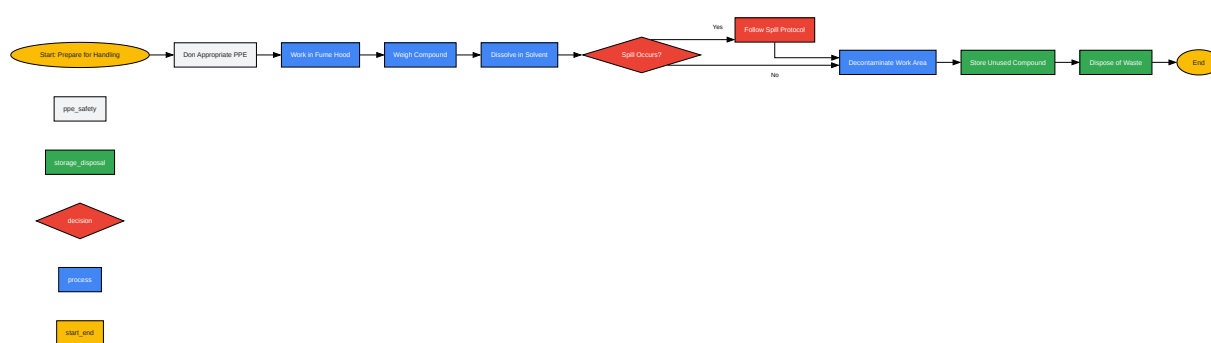 Start: Prepare for Handling
Don Appropriate PPE
Work in Fume Hood
Weigh Compound
Dissolve in Solvent
Spill Occurs?
Yes
Follow Spill Protocol
No
Decontaminate Work Area
Store Unused Compound
Dispose of Waste
End
ppe_safety
storage_disposal
decision
process
start_end